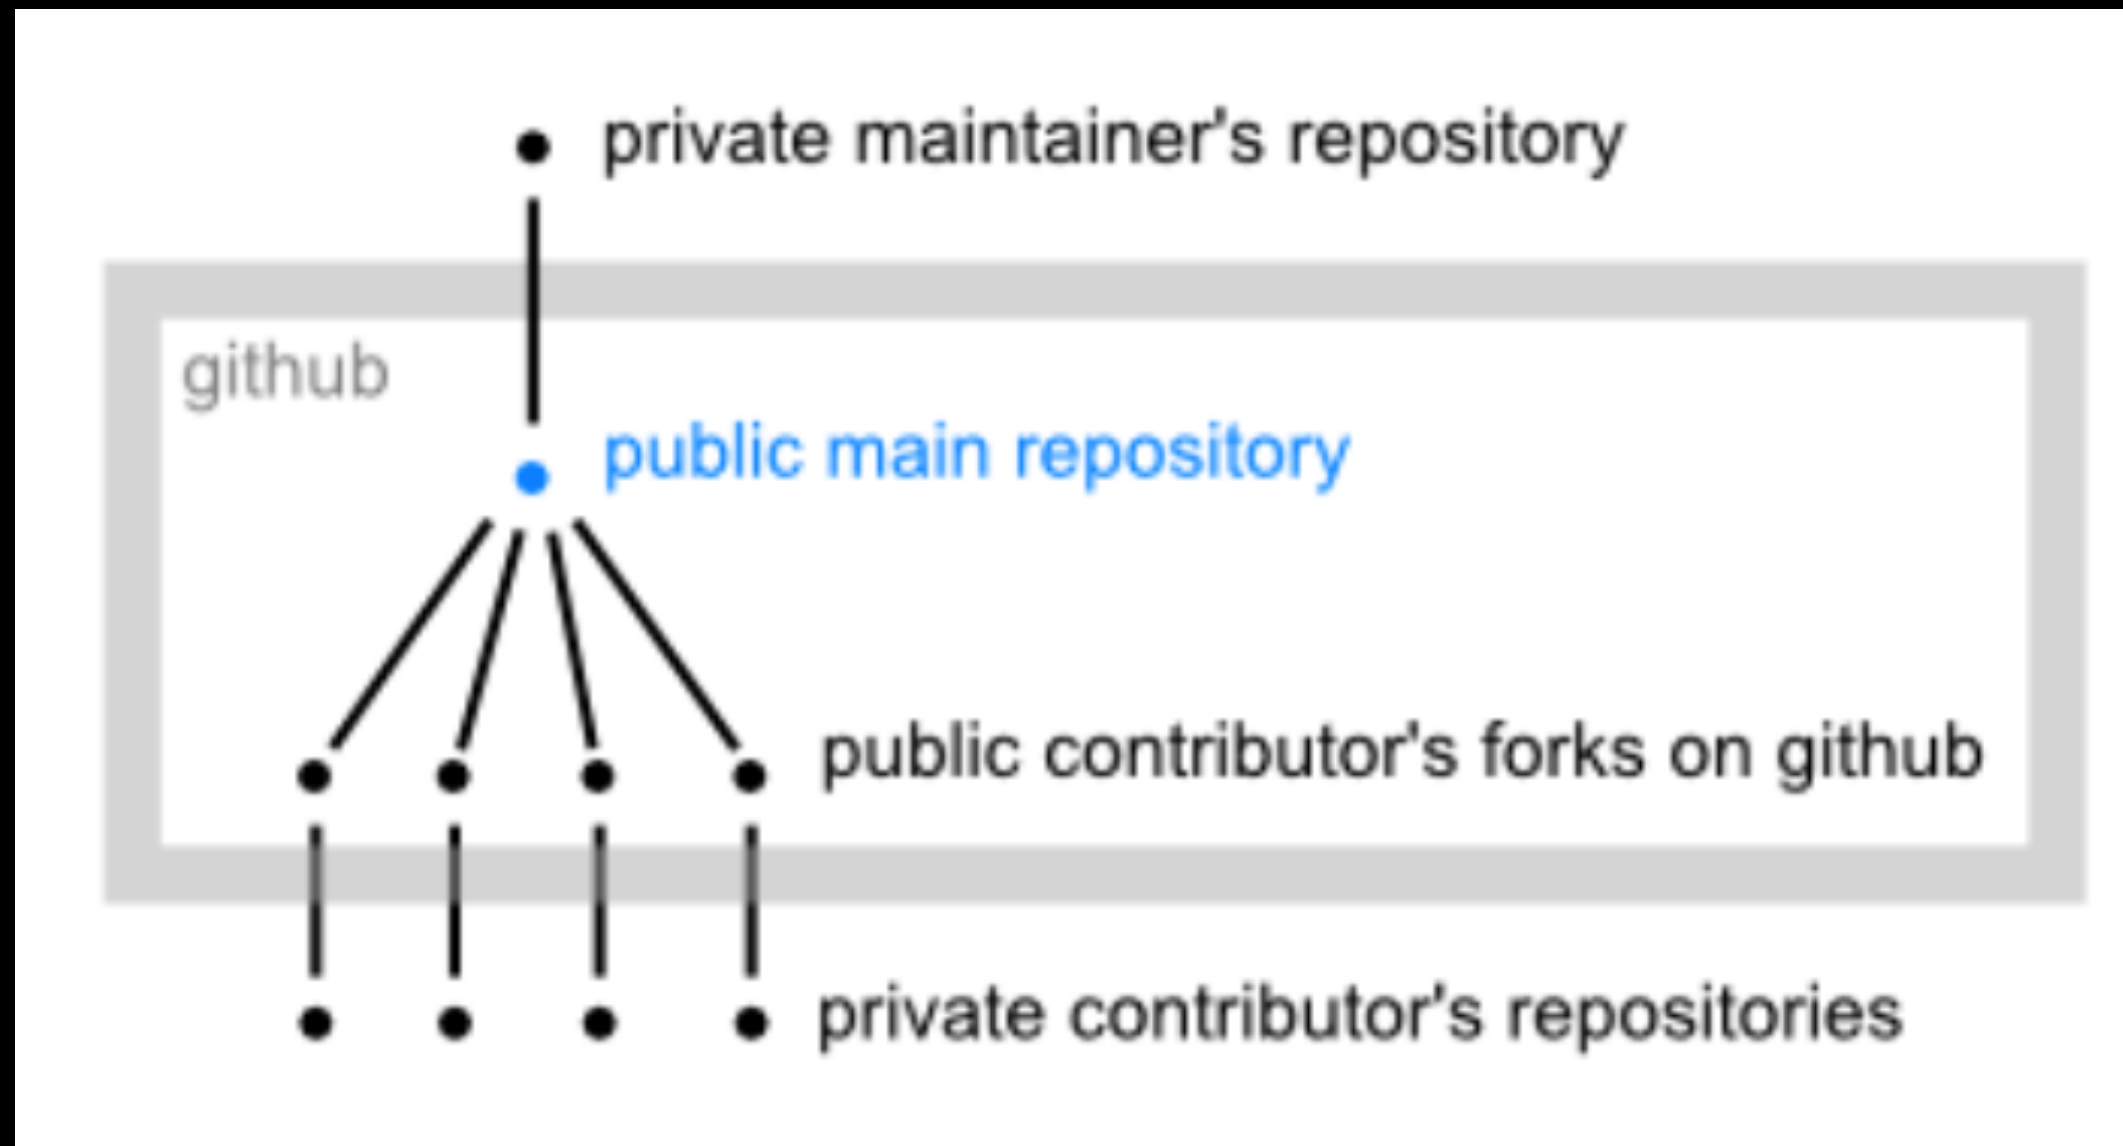 private maintainer's repository
github
public main repository
public contributor's forks on github
private contributor's repositories